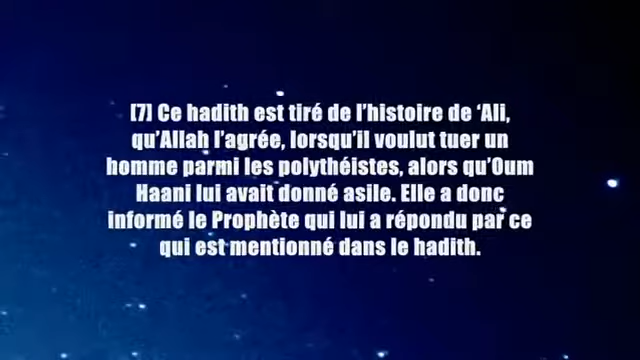 [7] Ce hadith est tiré de l'histoire de 'Ali,
qu'Allah l'agrée, lorsqu'il voulut tuer un
homme parmi les polythéistes, alors qu'Oum
Haani lui avait donné asile. Elle a donc
informé le Prophète qui lui a répondu par ce
qui est mentionné dans le hadith.